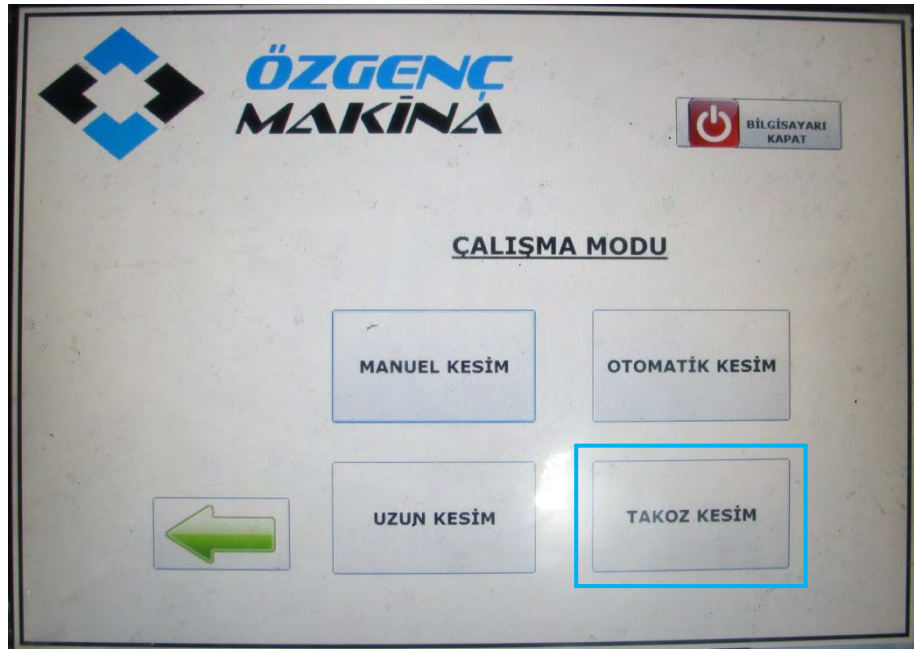 ÖZGENÇ
MAKİNA
BİLGİSAYARI
KAPAT
ÇALIŞMA MODU
MANUEL KESİM
OTOMATİK KESİM
UZUN KESİM
TAKOZ KESİM